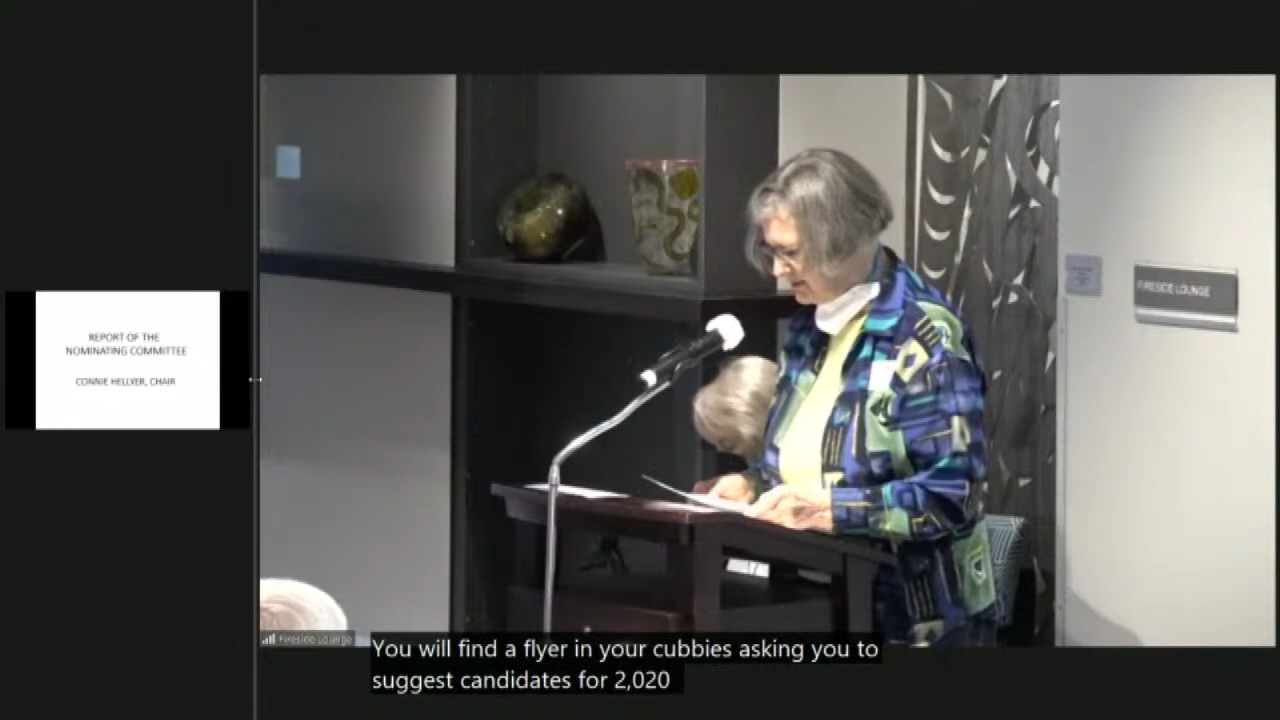 REPORT OF THE
NOMINATING COMMITTEE
CONNIE HELLYER, CHAIR
FIRESIDE LOUNGE
Fireside Lounge
You will find a flyer in your cubbies asking you to
suggest candidates for 2,020